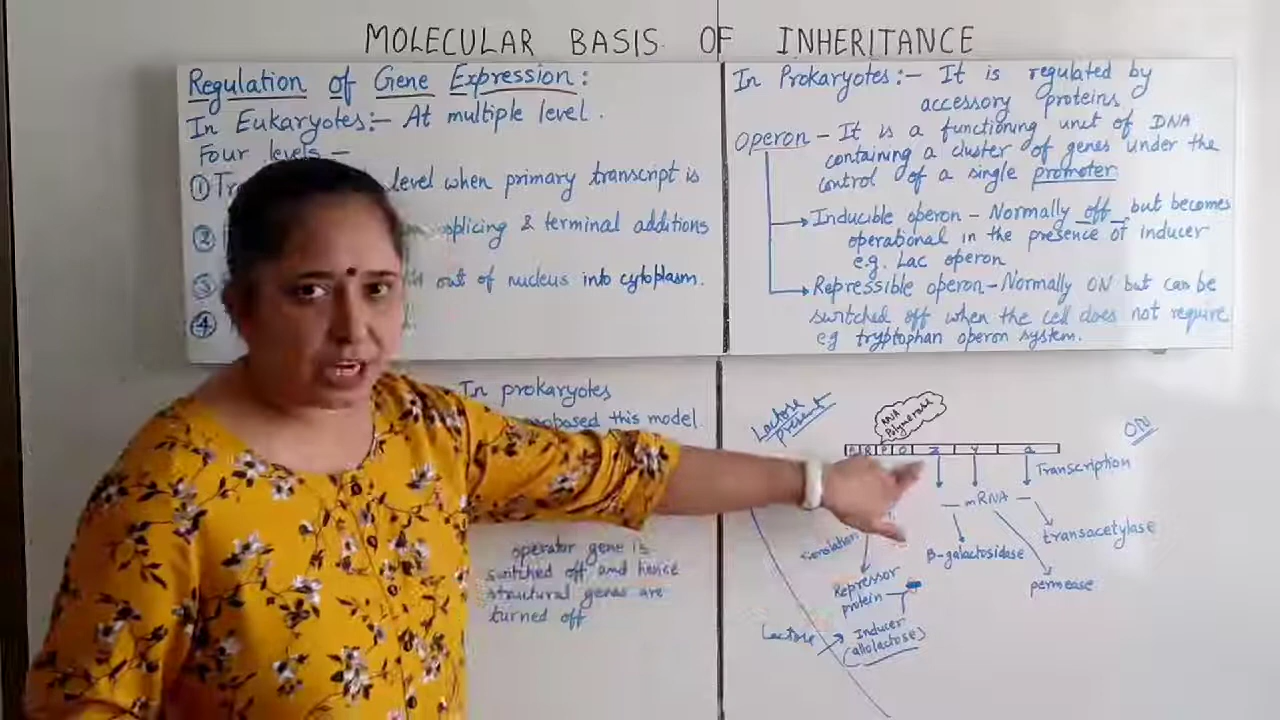 MOLECULAR BASIS OF INHERITANCE
Regulation of Gene Expression:
In Eukaryotes:- At multiple level.
Four levels -
① level when primary transcript is
② splicing & terminal additions
③ out of nucleus into cytoplasm.
④
In Prokaryotes:- It is regulated by
accessory proteins
Operon - It is a functioning unit of DNA
containing a cluster of genes under the
control of a single promoter
Inducible operon - Normally off but becomes
operational in the presence of inducer
e.g. Lac operon
Repressible operon - Normally ON but can be
switched off when the cell does not require
e.g tryptophan operon system.
In prokaryotes
this model.
operator gene is
switched off and hence
structural genes are
turned off
Lactose
present
RNA
Polymerase
ON
P O Z Y a
Transcription
mRNA
transacetylase
β-galactosidase
permease
Repressor
protein
Lactose
Inducer
(allolactose)